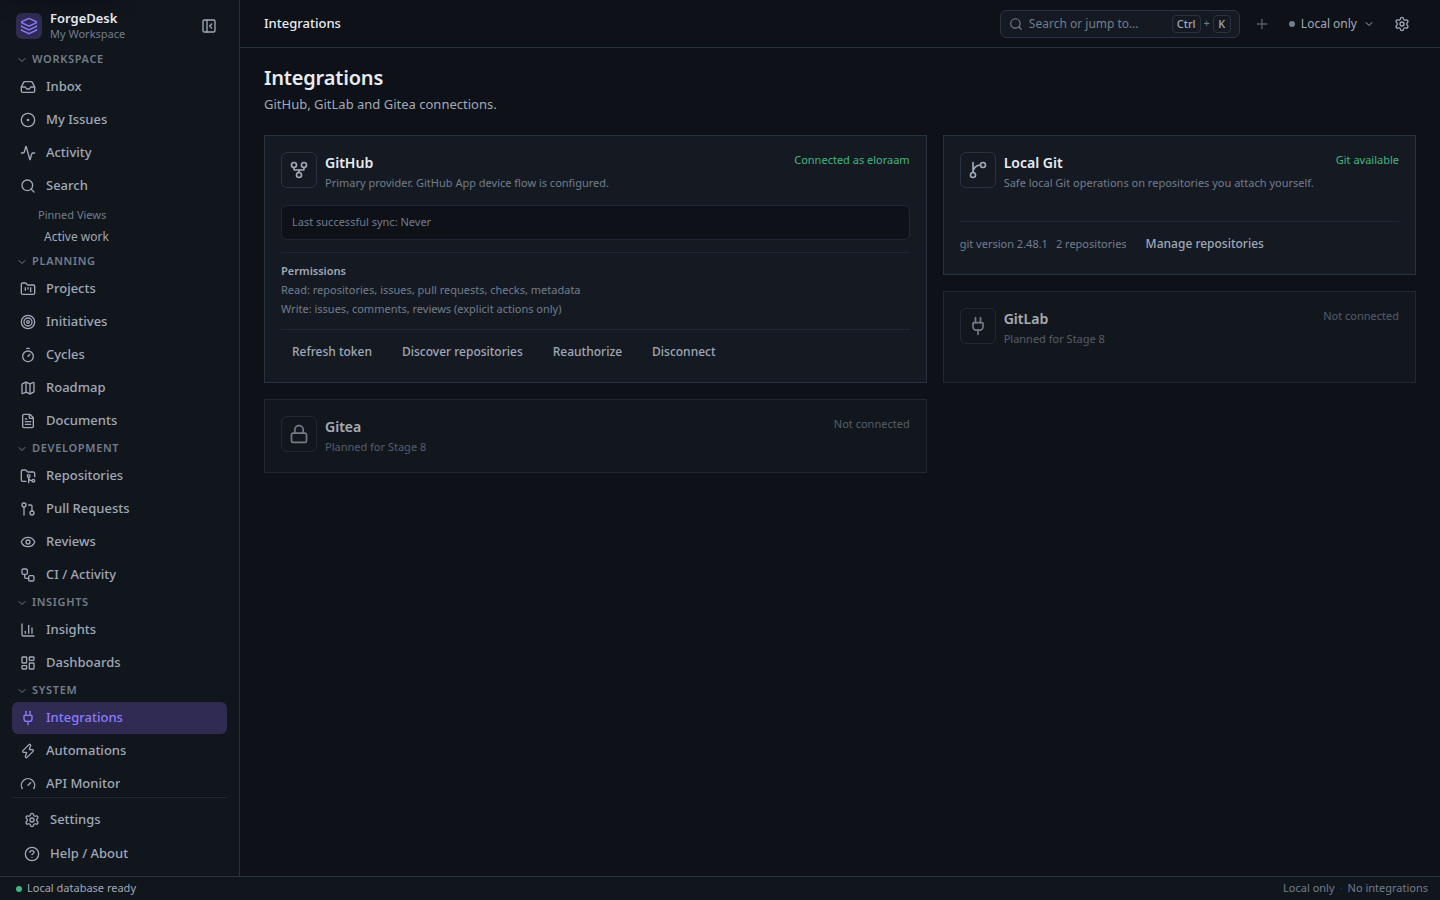 ForgeDesk
My Workspace
WORKSPACE
Inbox
My Issues
Activity
Search
Pinned Views
Active work
PLANNING
Projects
Initiatives
Cycles
Roadmap
Documents
DEVELOPMENT
Repositories
Pull Requests
Reviews
CI / Activity
INSIGHTS
Insights
Dashboards
SYSTEM
Integrations
Automations
API Monitor
Settings
Help / About
Integrations
Search or jump to... Ctrl + K
Local only
Integrations
GitHub, GitLab and Gitea connections.
GitHub
Connected as eloraam
Primary provider. GitHub App device flow is configured.
Last successful sync: Never
Permissions
Read: repositories, issues, pull requests, checks, metadata
Write: issues, comments, reviews (explicit actions only)
Refresh token Discover repositories Reauthorize Disconnect
Local Git
Git available
Safe local Git operations on repositories you attach yourself.
git version 2.48.1 2 repositories Manage repositories
GitLab
Not connected
Planned for Stage 8
Gitea
Not connected
Planned for Stage 8
Local database ready
Local only · No integrations